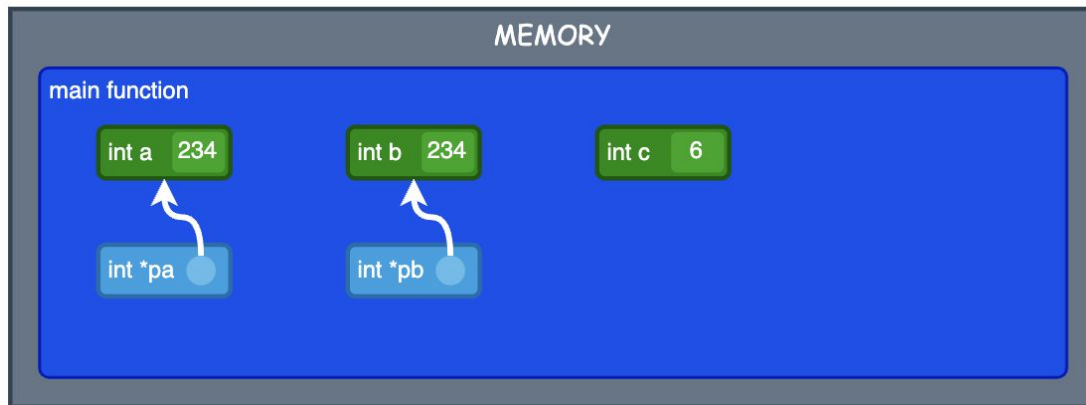 MEMORY
main function
int a 234
int b 234
int c 6
int *pa
int *pb